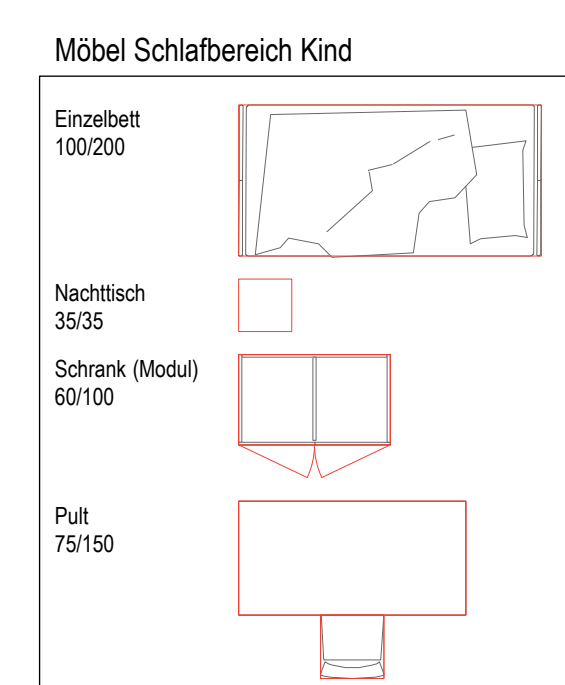 Möbel Schlafbereich Kind
Einzelbett
100/200
Nachttisch
35/35
Schrank (Modul)
60/100
Pult
75/150